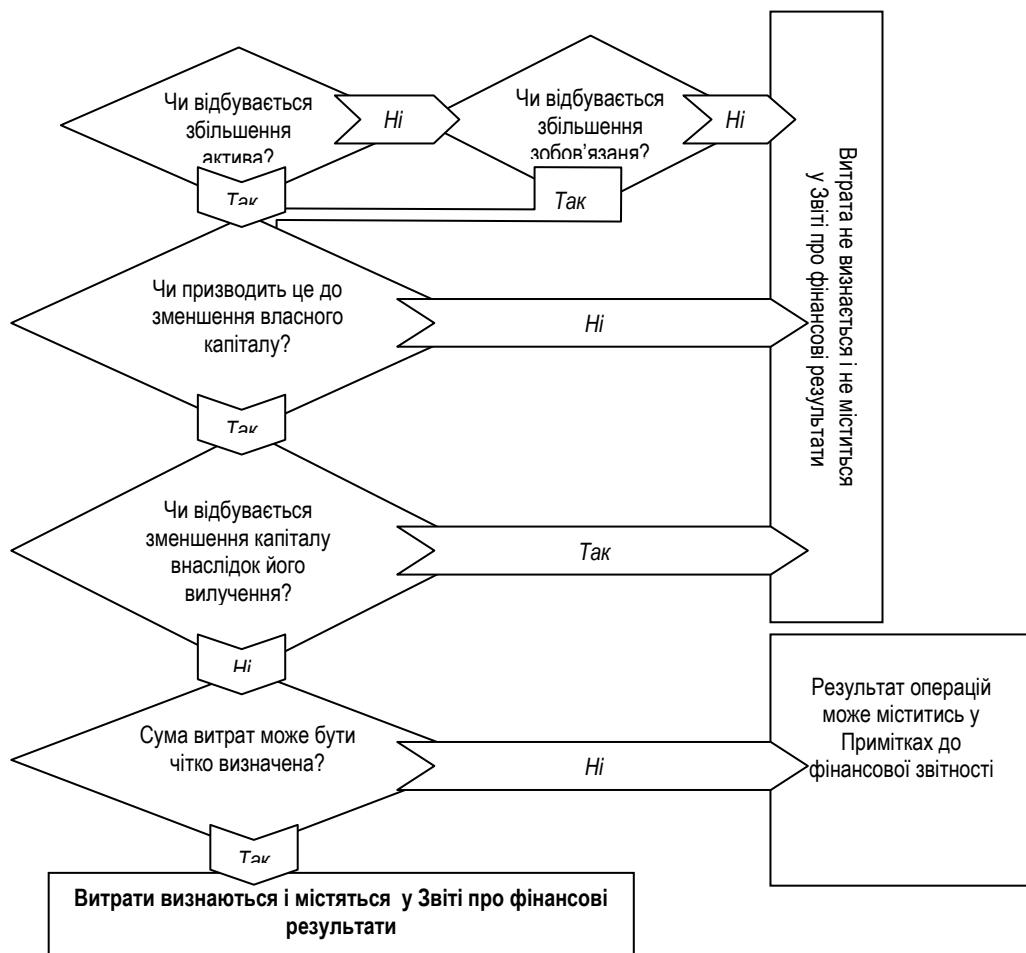 Чи відбувається
збільшення
актива?
Ні
Чи відбувається
збільшення
зобов’язаня?
Ні
Так
Так
Витрата не визнається і не міститься
у Звіті про фінансові результати
Чи призводить це до
зменшення власного
капіталу?
Ні
Так
Чи відбувається
зменшення капіталу
внаслідок його
вилучення?
Так
Ні
Сума витрат може бути
чітко визначена?
Ні
Результат операцій
може міститись у
Примітках до
фінансової звітності
Так
Витрати визнаються і містяться у Звіті про фінансові
результати